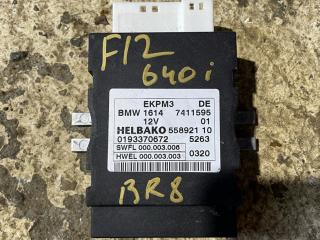 F12
640i
EKPM3 DE
BMW 1614 7411595
12V 01
HELBAKO 558921 10
0193370672 5263
SWFL 000.003.006
HWEL 000.003.003 0320
BR8